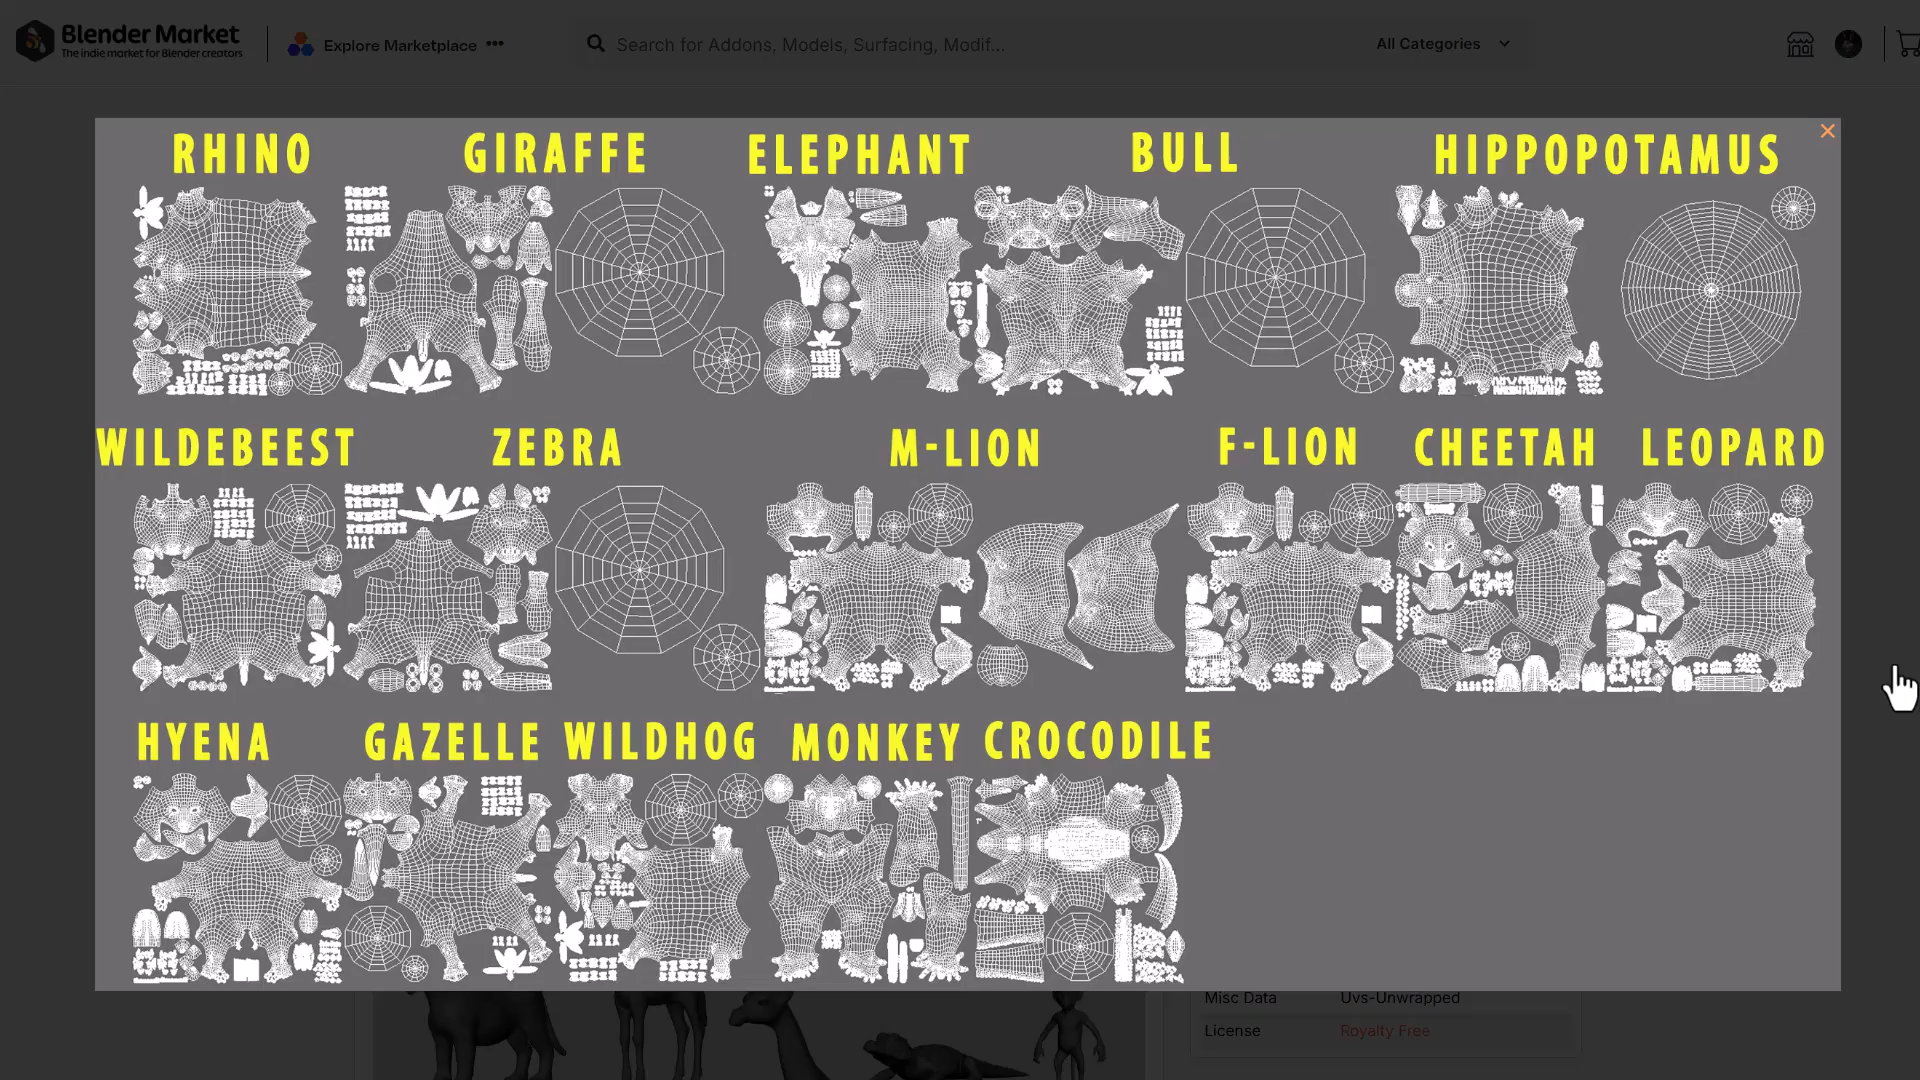 Blender Market
The indie market for Blender creators
Explore Marketplace
Search for Addons, Models, Surfacing, Modif...
All Categories
RHINO
GIRAFFE
ELEPHANT
BULL
HIPPOPOTAMUS
WILDEBEEST
ZEBRA
M-LION
F-LION
CHEETAH
LEOPARD
HYENA
GAZELLE
WILDHOG
MONKEY
CROCODILE
Misc Data
Uvs-Unwrapped
License
Royalty Free